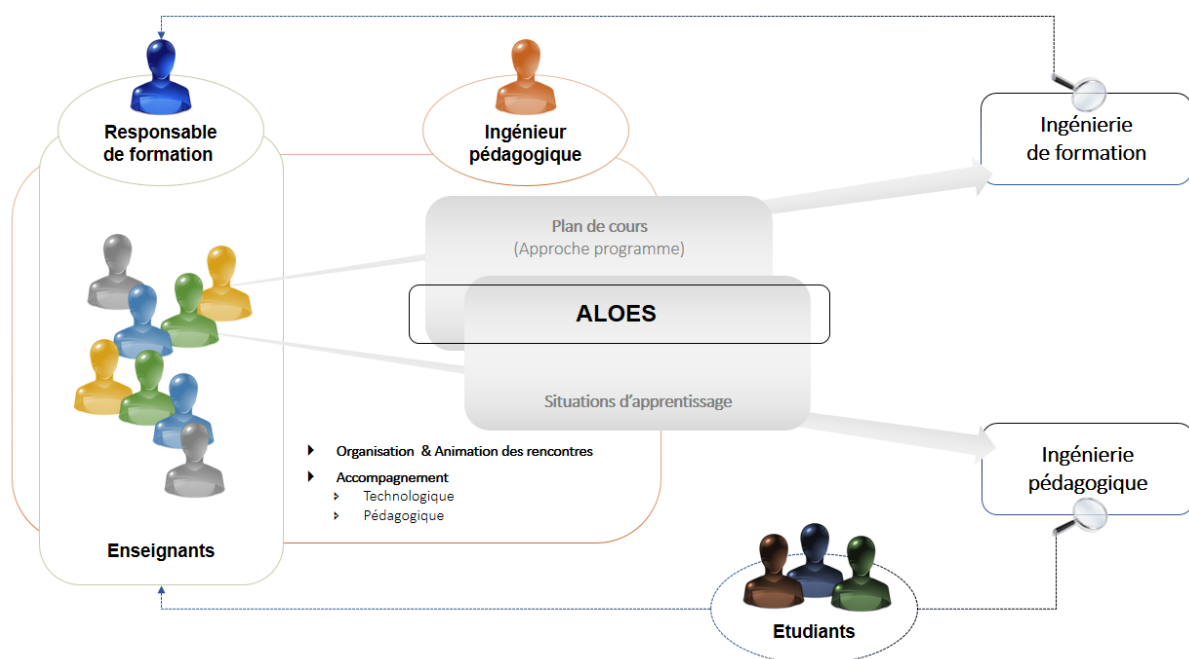 Responsable
de formation
Ingénieur
pédagogique
Ingénierie
de formation
Plan de cours
(Approche programme)
ALOES
Situations d’apprentissage
Organisation & Animation des rencontres
Accompagnement
Technologique
Pédagogique
Ingénierie
pédagogique
Enseignants
Etudiants